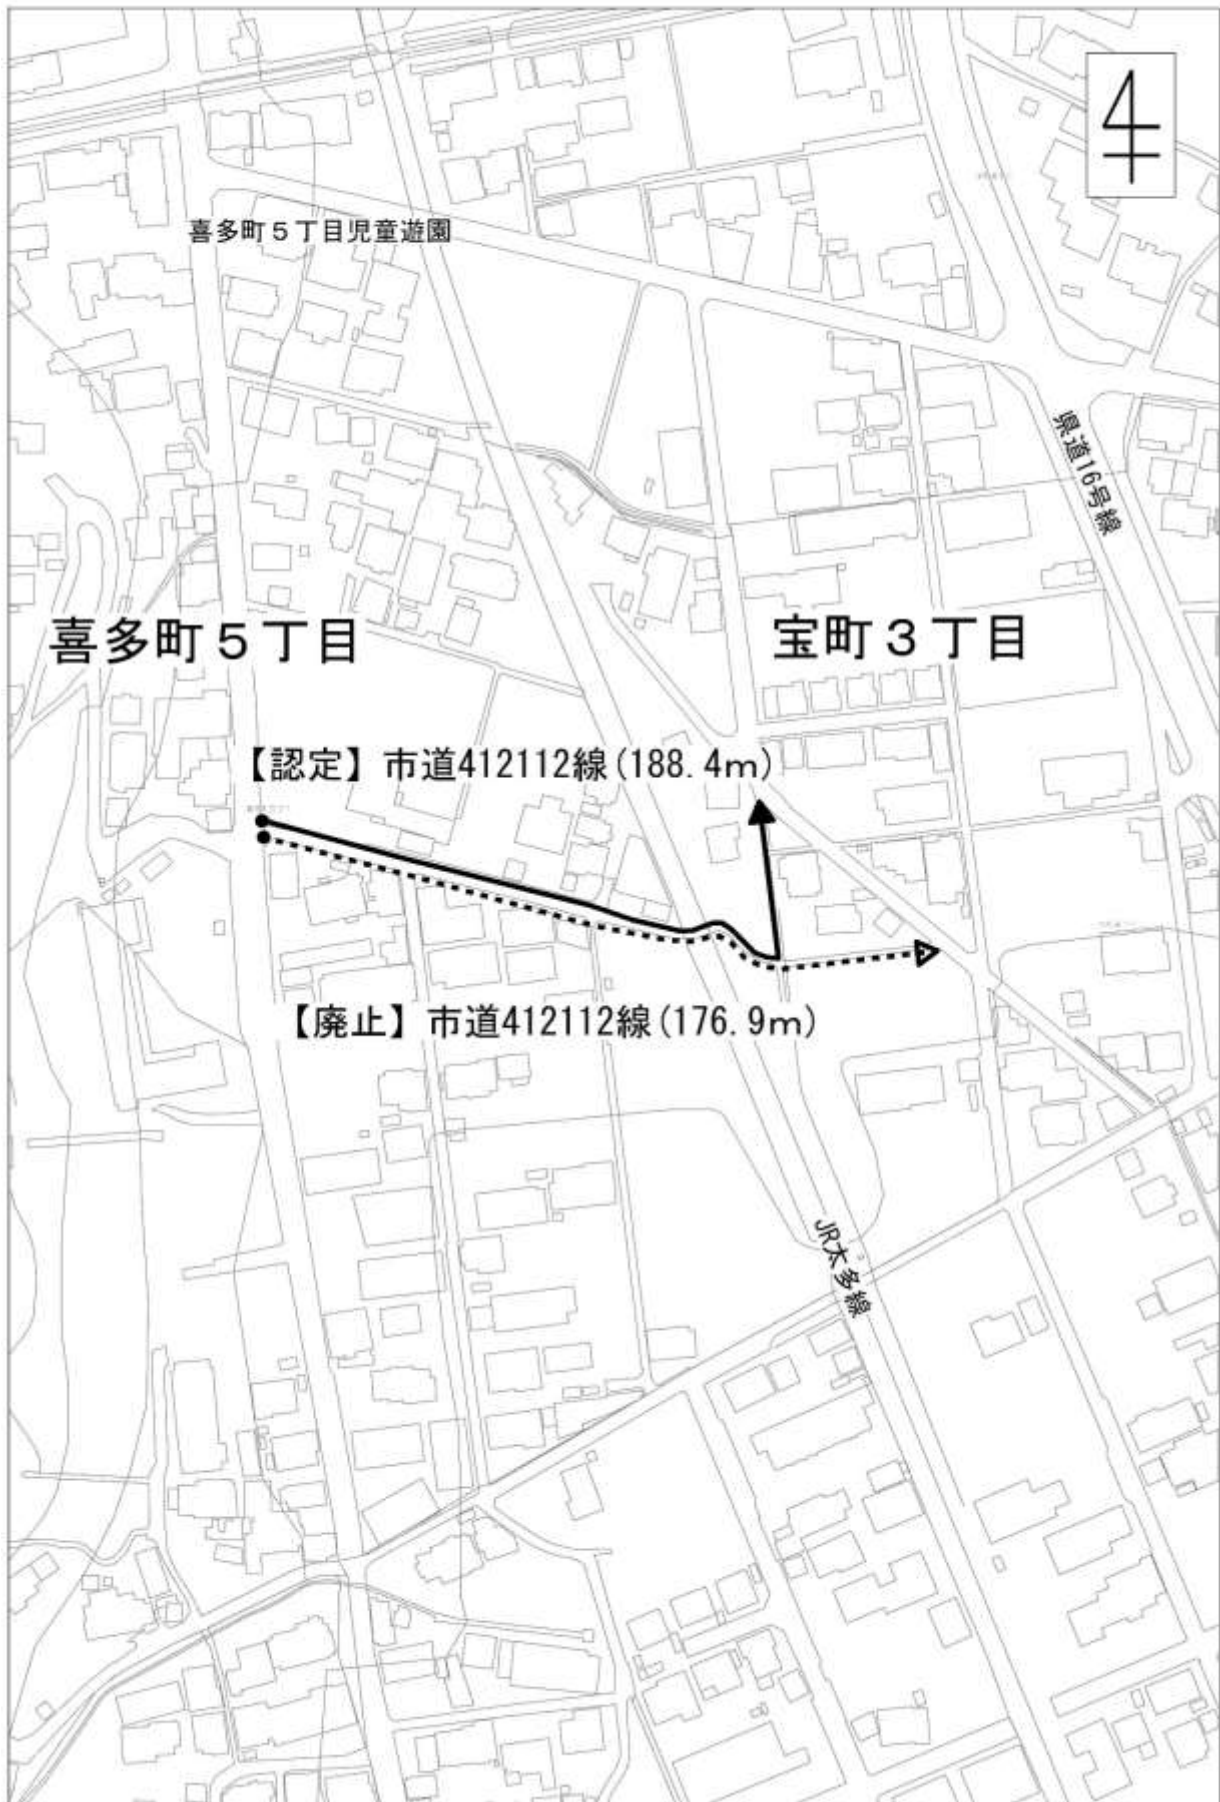 喜多町５丁目児童遊園
県道16号線
喜多町５丁目
宝町３丁目
【認定】市道412112線(188.4m)
【廃止】市道412112線(176.9m)
JR太多線